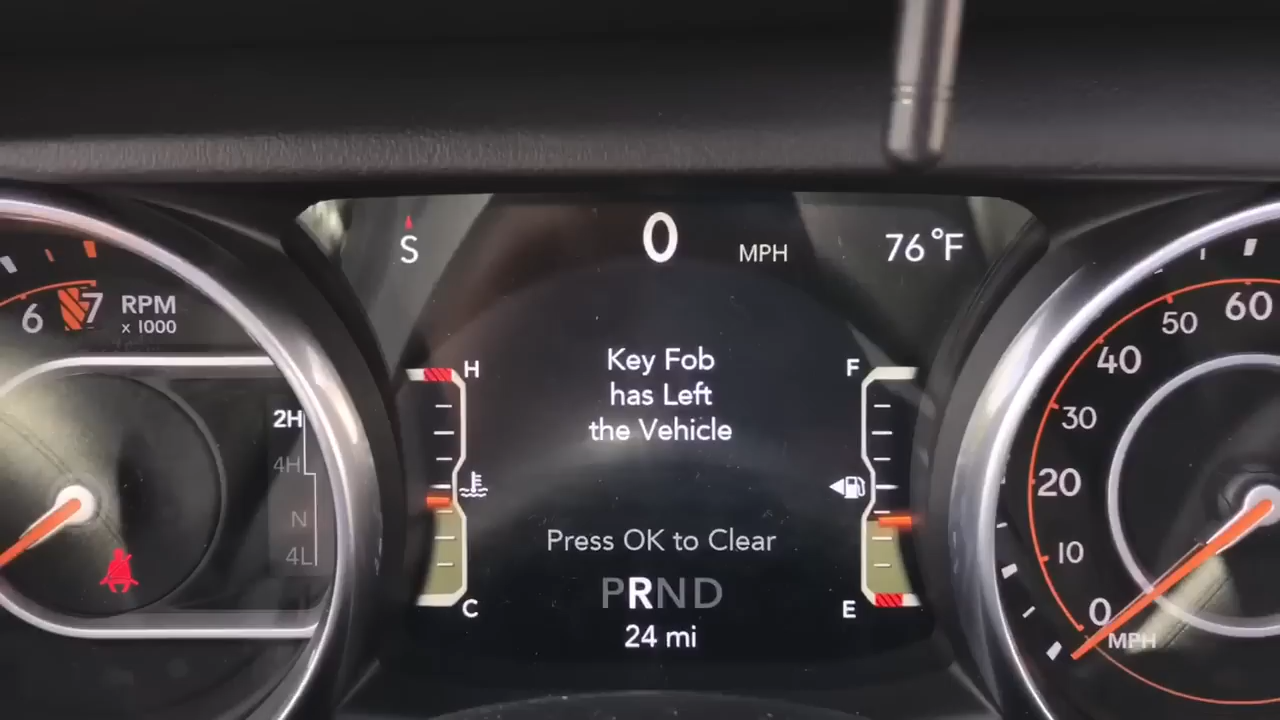 S
0 MPH
76°F
6 7 RPM
x 1000
2H
4H
N
4L
H
C
Key Fob
has Left
the Vehicle
Press OK to Clear
PRND
24 mi
F
E
60
50
40
30
20
10
0
MPH